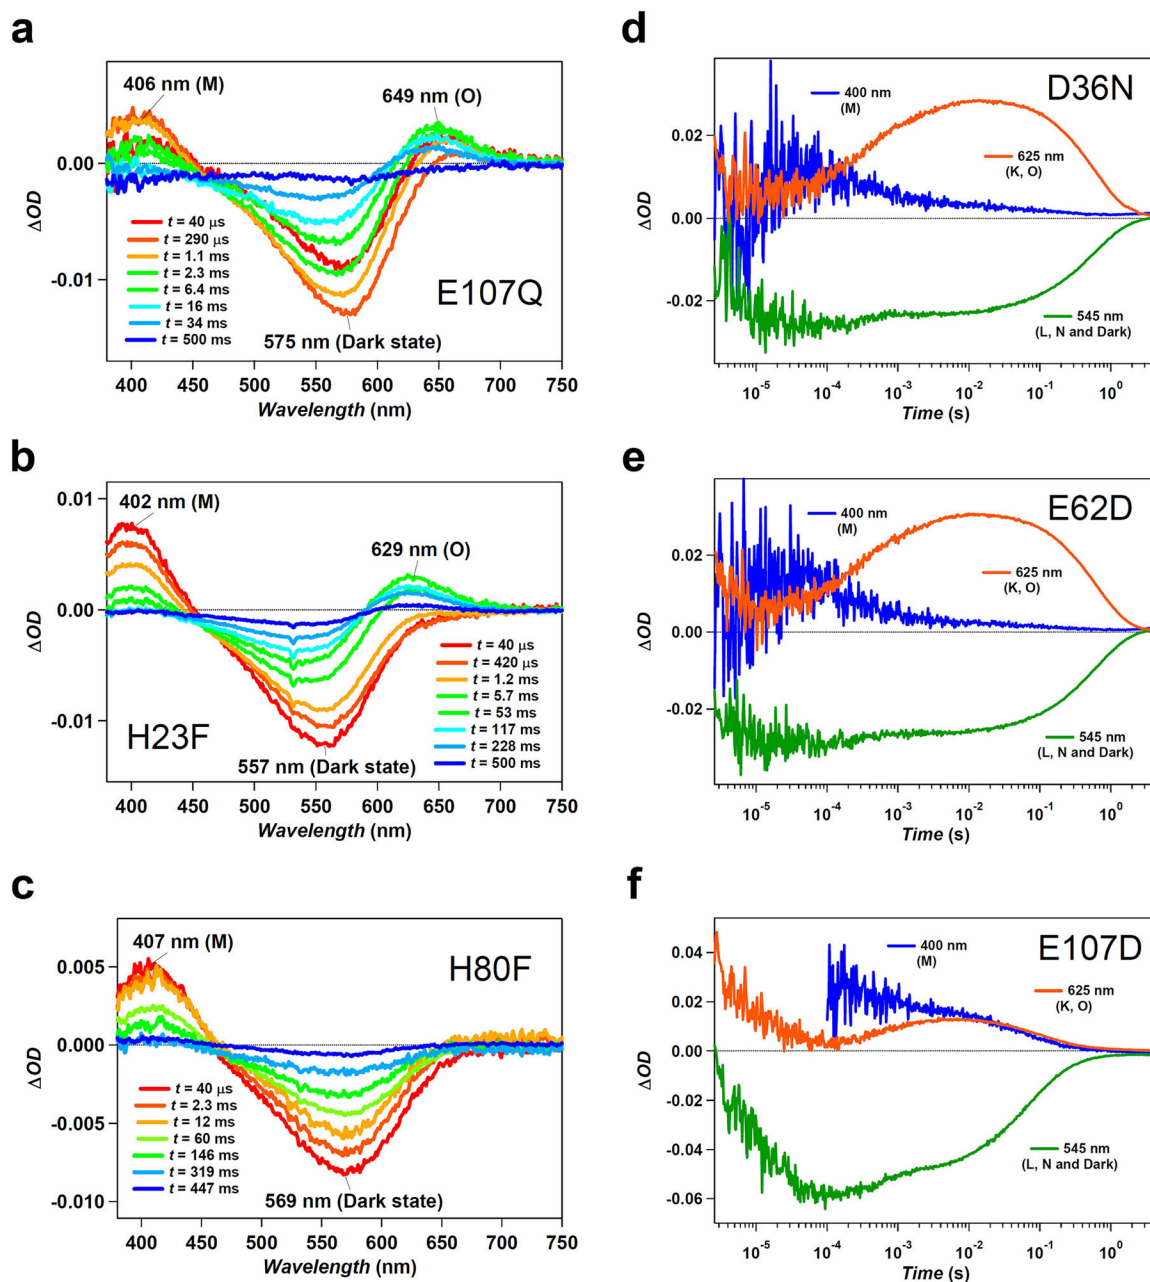 a
406 nm (M)
649 nm (O)
0.00
-0.01
ΔOD
t = 40 μs
t = 290 μs
t = 1.1 ms
t = 2.3 ms
t = 6.4 ms
t = 16 ms
t = 34 ms
t = 500 ms
E107Q
575 nm (Dark state)
400 450 500 550 600 650 700 750
Wavelength (nm)
b
0.01
0.00
-0.01
ΔOD
402 nm (M)
629 nm (O)
t = 40 μs
t = 420 μs
t = 1.2 ms
t = 5.7 ms
t = 53 ms
t = 117 ms
t = 228 ms
t = 500 ms
H23F
557 nm (Dark state)
400 450 500 550 600 650 700 750
Wavelength (nm)
c
407 nm (M)
H80F
0.005
0.000
-0.005
-0.010
ΔOD
t = 40 μs
t = 2.3 ms
t = 12 ms
t = 60 ms
t = 146 ms
t = 319 ms
t = 447 ms
569 nm (Dark state)
400 450 500 550 600 650 700 750
Wavelength (nm)
d
D36N
400 nm
(M)
625 nm
(K, O)
545 nm
(L, N and Dark)
0.02
0.00
-0.02
ΔOD
10-5 10-4 10-3 10-2 10-1 100
Time (s)
e
E62D
400 nm
(M)
625 nm
(K, O)
545 nm
(L, N and Dark)
0.02
0.00
-0.02
ΔOD
10-5 10-4 10-3 10-2 10-1 100
Time (s)
f
E107D
400 nm
(M)
625 nm
(K, O)
545 nm
(L, N and Dark)
0.04
0.02
0.00
-0.02
-0.04
-0.06
ΔOD
10-5 10-4 10-3 10-2 10-1 100
Time (s)